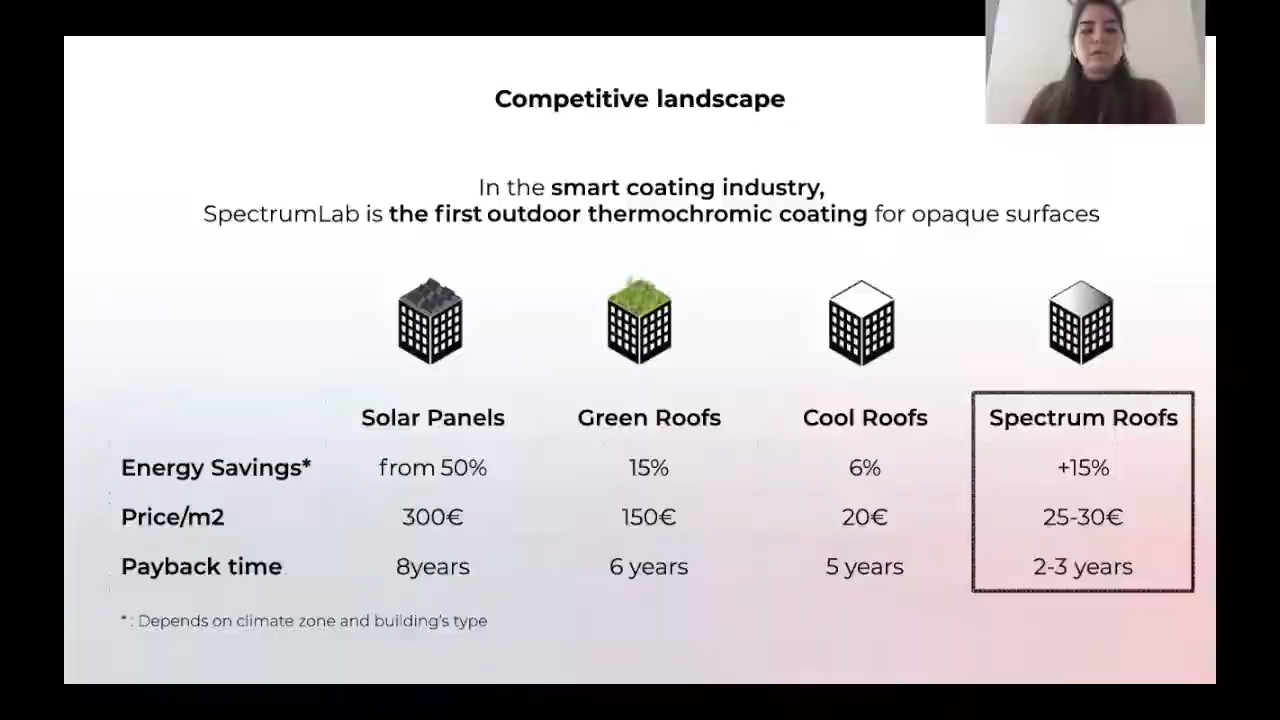 Competitive landscape
In the smart coating industry,
SpectrumLab is the first outdoor thermochromic coating for opaque surfaces
Solar Panels Green Roofs Cool Roofs Spectrum Roofs
Energy Savings* from 50% 15% 6% +15%
Price/m2 300€ 150€ 20€ 25-30€
Payback time 8years 6 years 5 years 2-3 years
* : Depends on climate zone and building's type